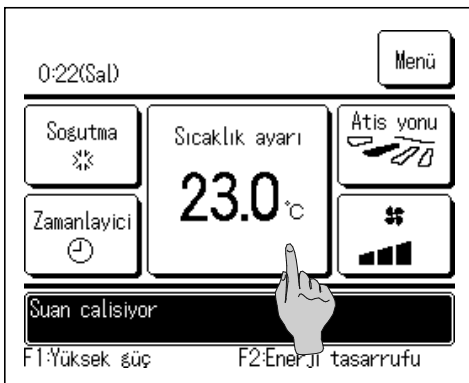 0:22(Sal)
Menü
Sogutma
Sıcaklık ayarı
23.0 °C
Atis yonu
Zamanlayici
Suan calisiyor
F1:Yüksek güç
F2:Enerji tasarrufu